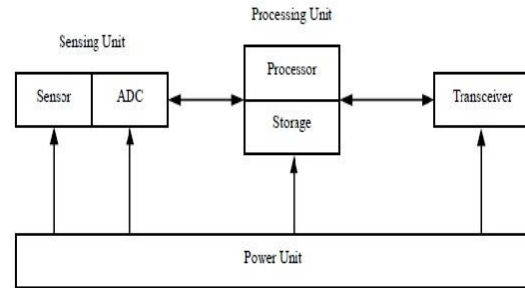 Processing Unit
Sensing Unit
Processor
Sensor
ADC
Transceiver
Storage
Power Unit